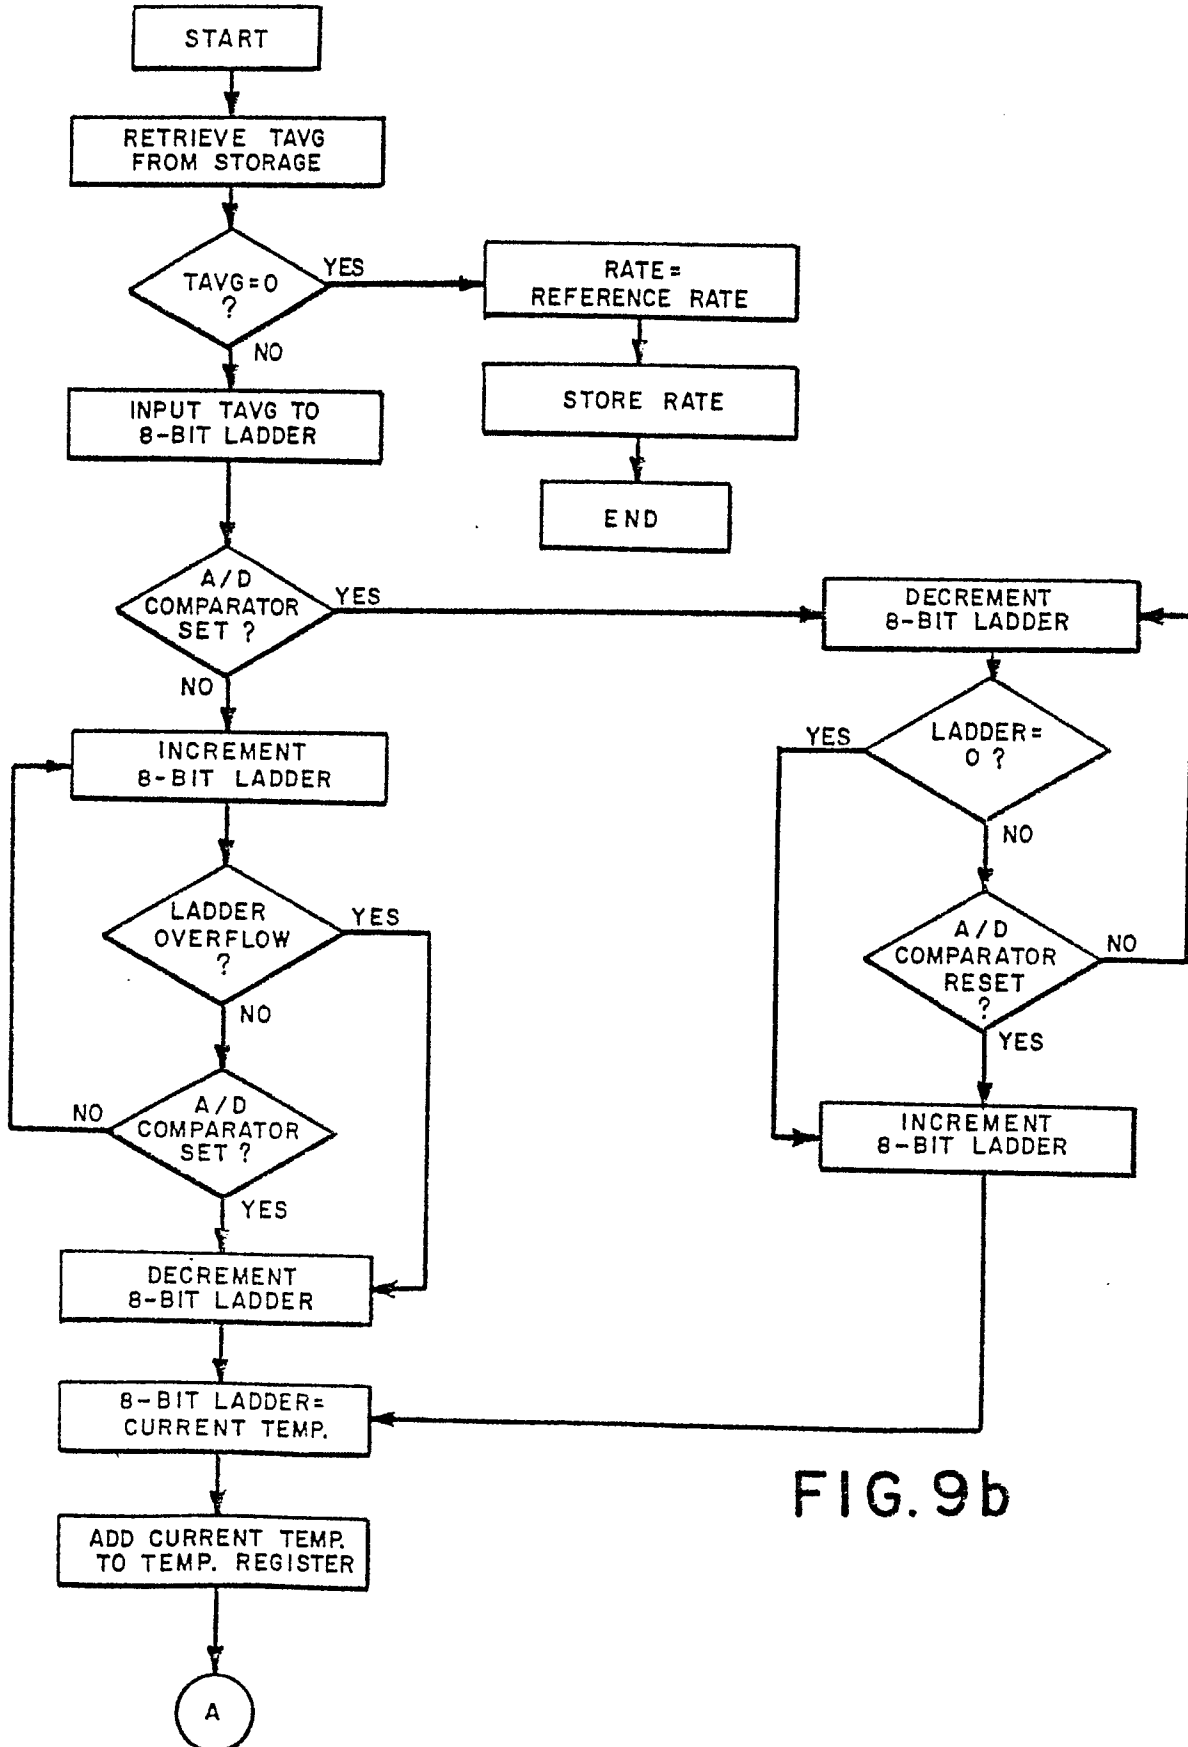 START
RETRIEVE TAVG
FROM STORAGE
TAVG=0
?
YES
NO
RATE=
REFERENCE RATE
STORE RATE
END
INPUT TAVG TO
8-BIT LADDER
A/D
COMPARATOR
SET ?
YES
NO
INCREMENT
8-BIT LADDER
LADDER
OVERFLOW
?
YES
NO
A/D
COMPARATOR
SET ?
NO
YES
DECREMENT
8-BIT LADDER
8-BIT LADDER=
CURRENT TEMP.
ADD CURRENT TEMP.
TO TEMP. REGISTER
A
DECREMENT
8-BIT LADDER
LADDER=
0 ?
YES
NO
A/D
COMPARATOR
RESET
?
NO
YES
INCREMENT
8-BIT LADDER
FIG. 9b